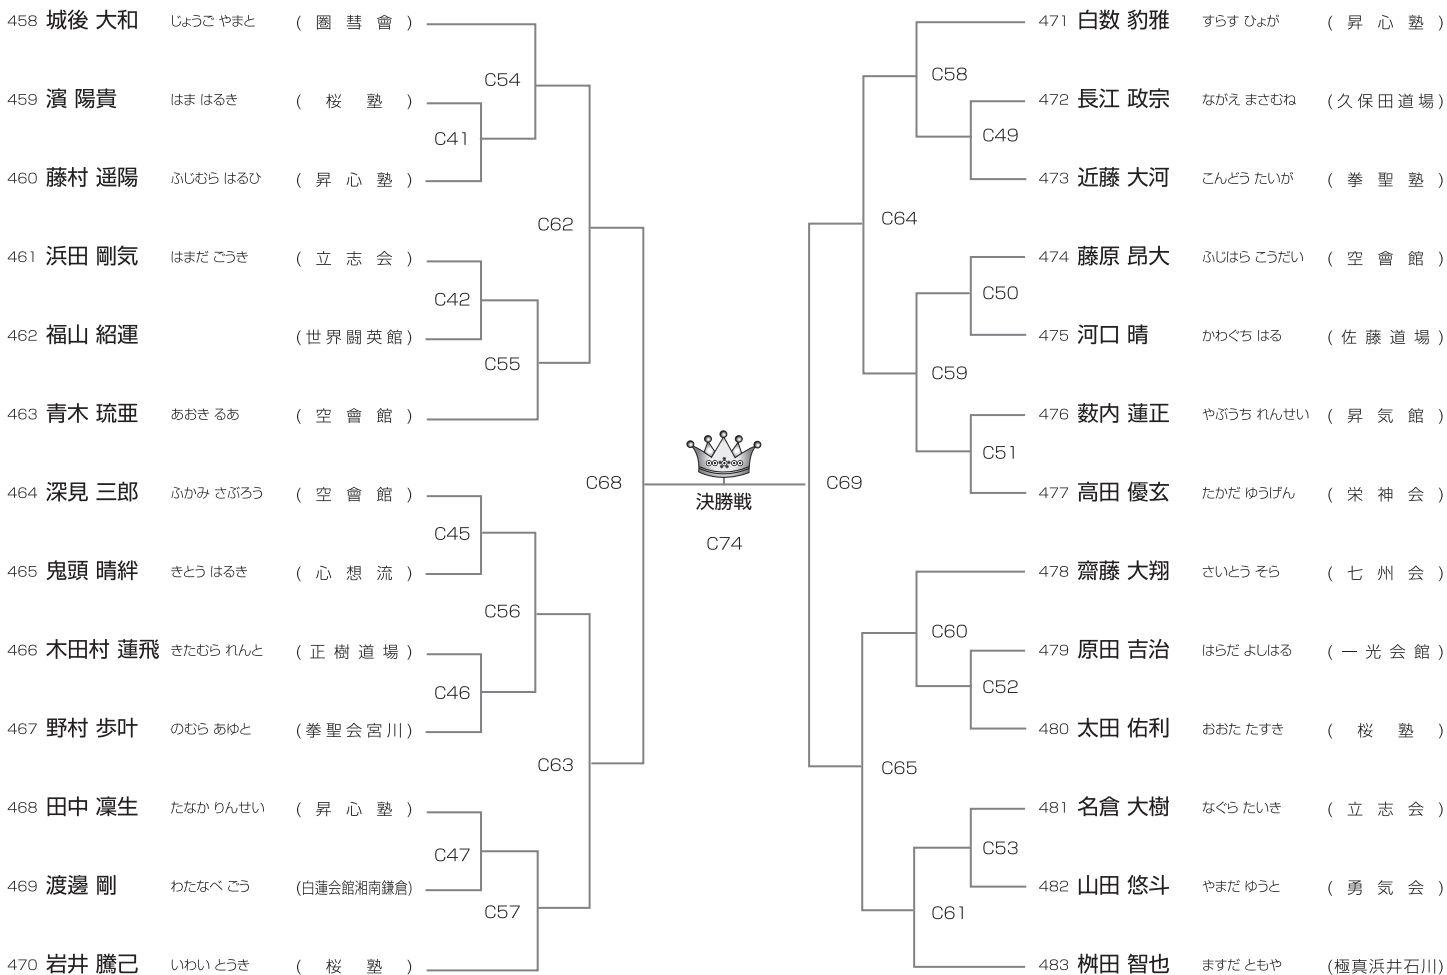 458 城後 大和 じょうご やまと (圏彗會)
459 濱 陽貴 はま はるき (桜塾)
460 藤村 遥陽 ふじむら はるひ (昇心塾)
461 浜田 剛気 はまだ ごうき (立志会)
462 福山 紹運 (世界闘英館)
463 青木 琉亜 あおき るあ (空會館)
464 深見 三郎 ふかみ さぶろう (空會館)
465 鬼頭 晴絆 きとう はるき (心想流)
466 木田村 蓮飛 きたむら れんと (正樹道場)
467 野村 歩叶 のむら あゆと (拳聖会宮川)
468 田中 凜生 たなか りんせい (昇心塾)
469 渡邊 剛 わたなべ ごう (白蓮会館湘南鎌倉)
470 岩井 騰己 いわい とうき (桜塾)
C54
C41
C62
C42
C55
C68
C45
C56
C46
C63
C47
C57
決勝戦
C74
C58
C49
C64
C50
C59
C51
C69
C60
C52
C65
C53
C61
471 白数 豹雅 すらす ひょが (昇心塾)
472 長江 政宗 ながえ まさむね (久保田道場)
473 近藤 大河 こんどう たいが (拳聖塾)
474 藤原 昂大 ふじはら こうだい (空會館)
475 河口 晴 かわぐち はる (佐藤道場)
476 薮内 蓮正 やぶうち れんせい (昇気館)
477 高田 優玄 たかだ ゆうげん (栄神会)
478 齋藤 大翔 さいとう そら (七州会)
479 原田 吉治 はらだ よしはる (一光会館)
480 太田 佑利 おおた たすき (桜塾)
481 名倉 大樹 なぐら たいき (立志会)
482 山田 悠斗 やまだ ゆうと (勇気会)
483 桝田 智也 ますだ ともや (極真浜井石川)